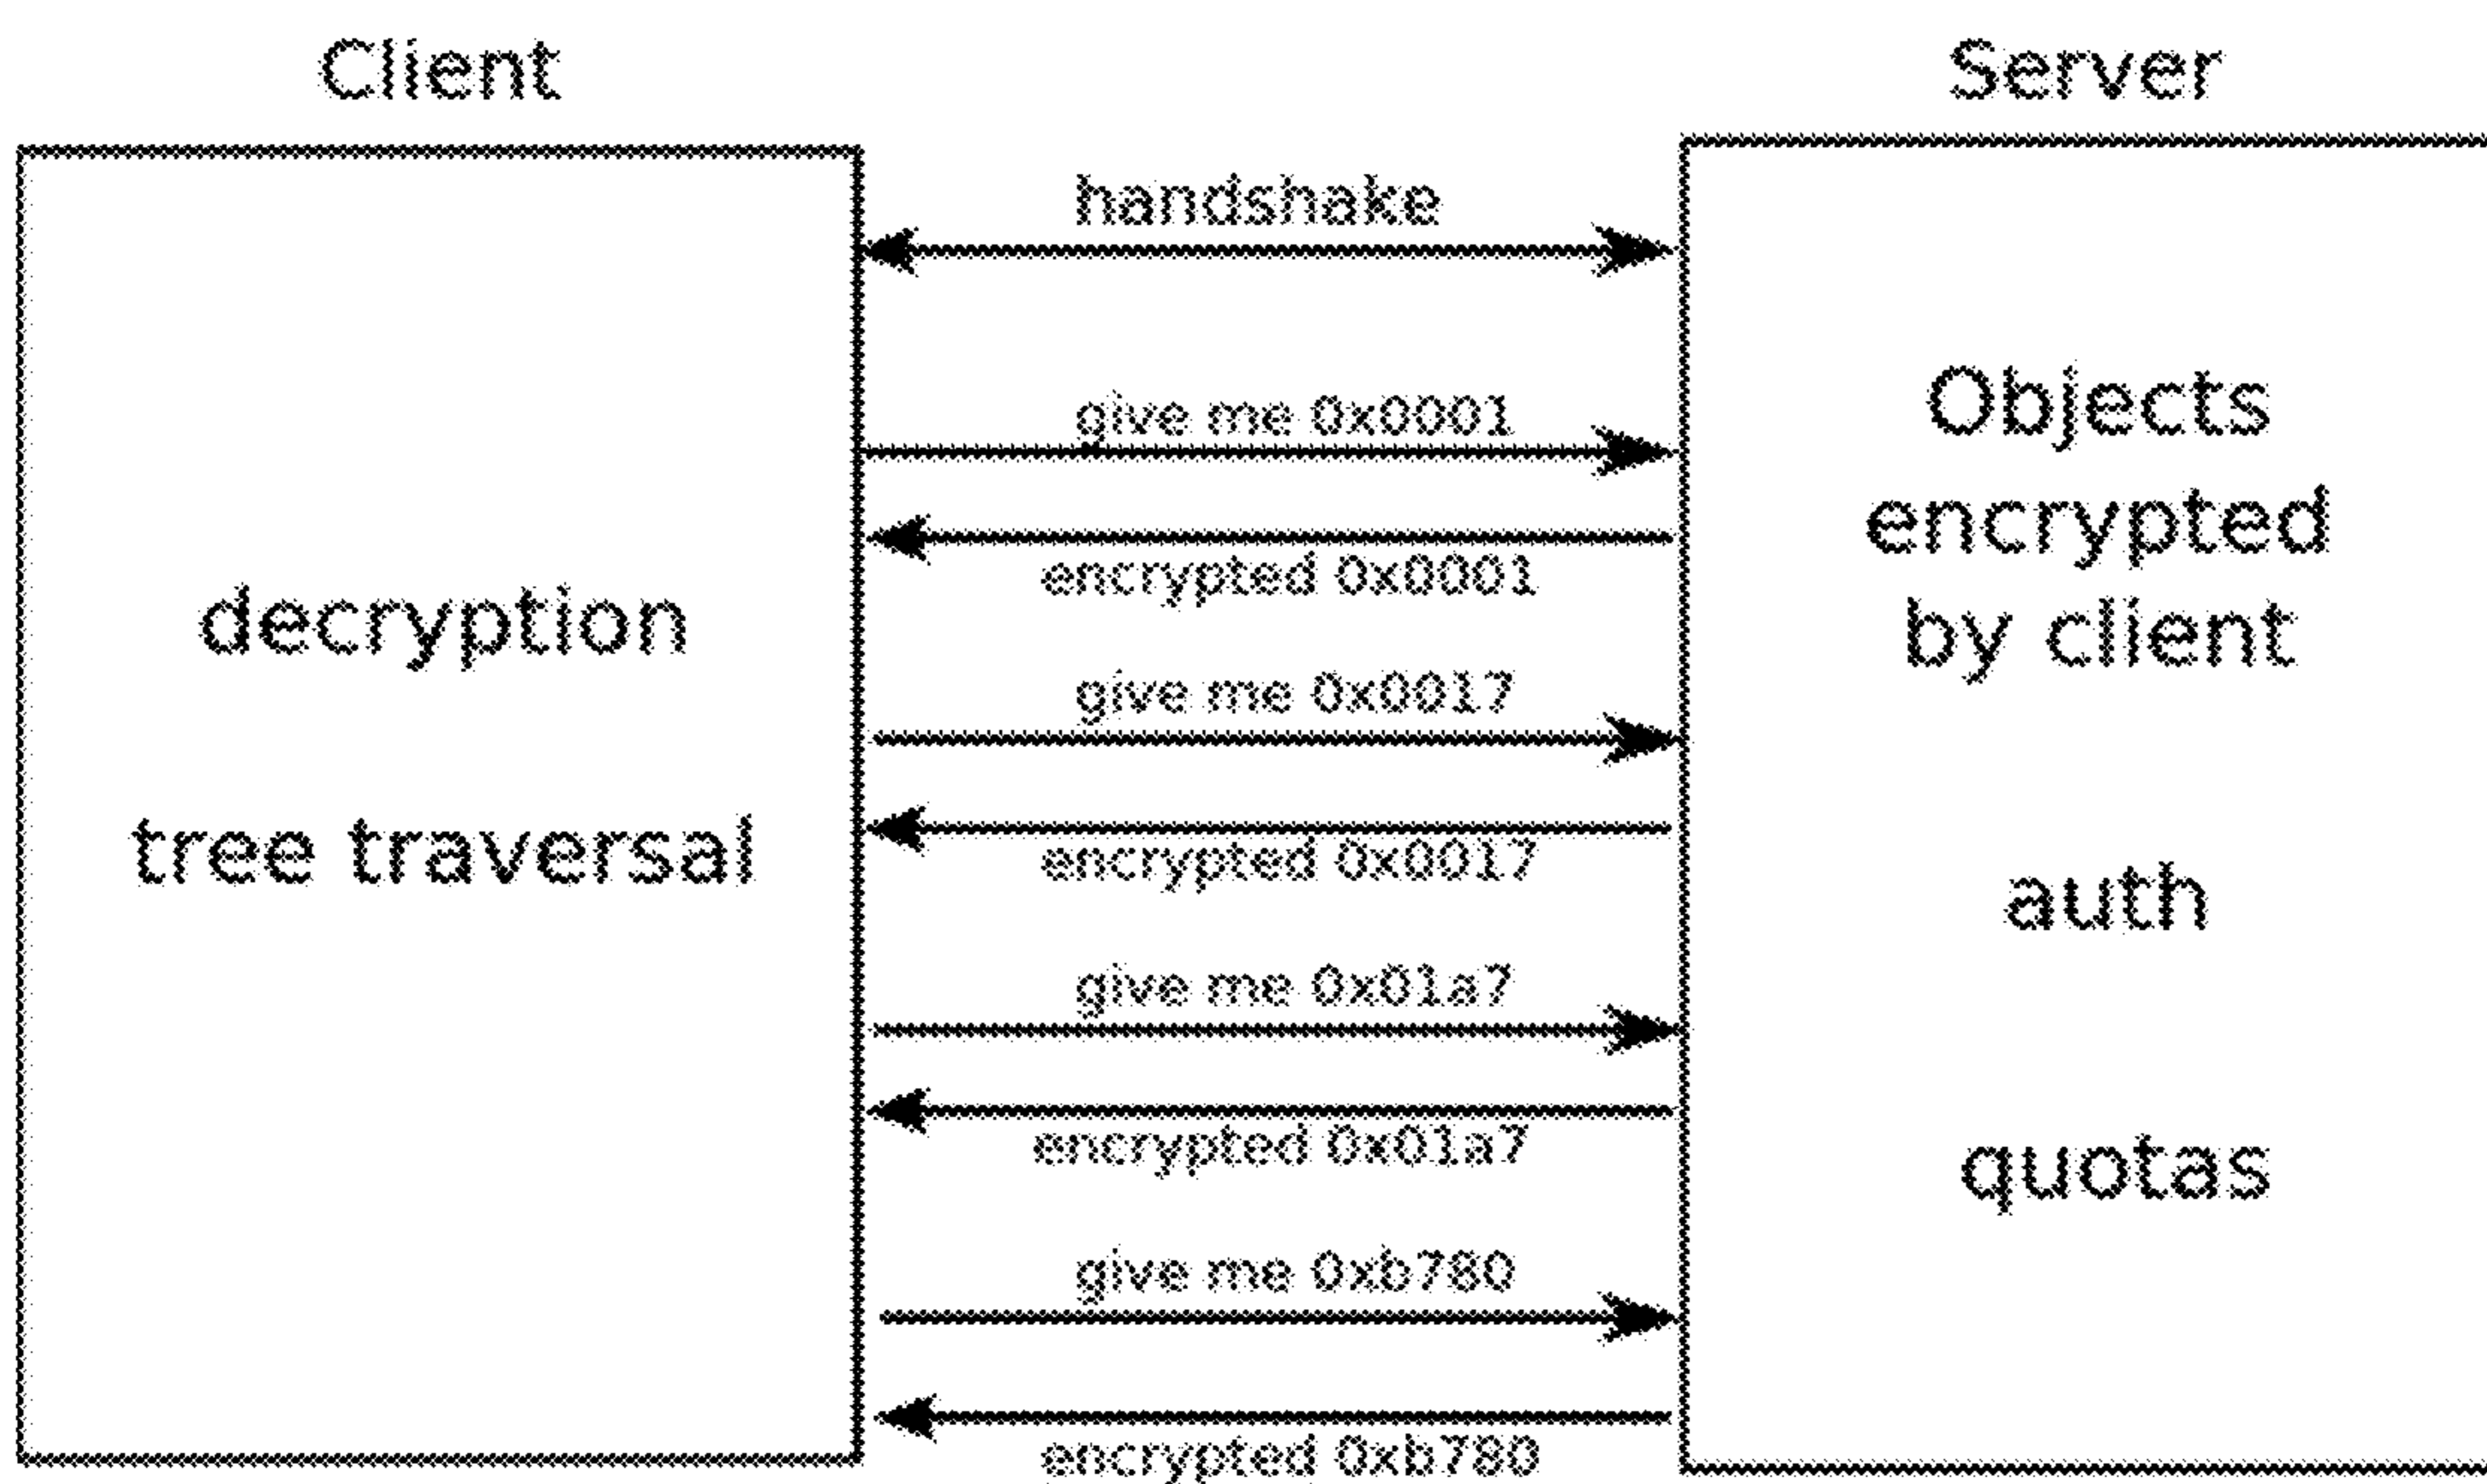 Client
Server
handshake
give me 0x0001
encrypted 0x0001
give me 0x0017
encrypted 0x0017
give me 0x01a7
encrypted 0x01a7
give me 0xb780
encrypted 0xb780
decryption
tree traversal
Objects
encrypted
by client
auth
quotas